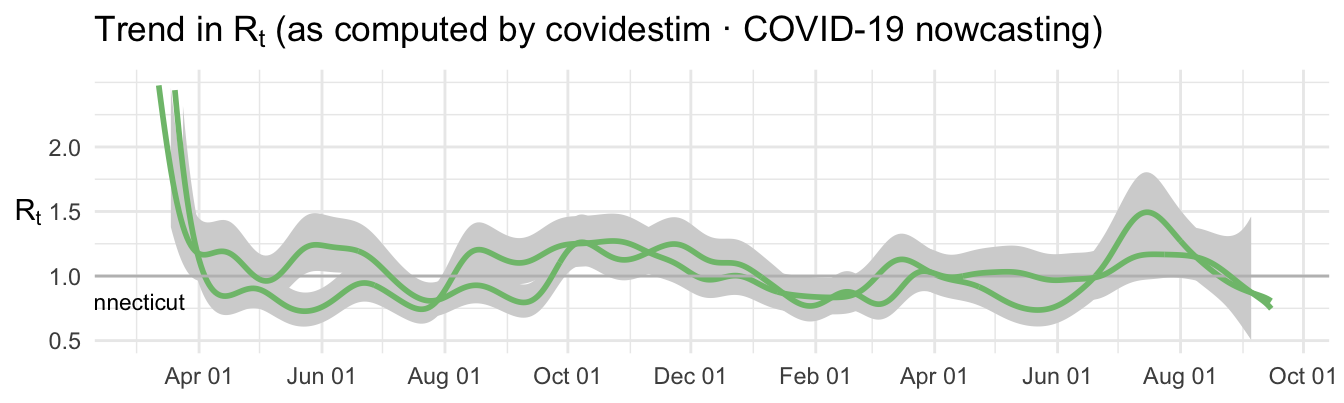 Trend in Rt (as computed by covidestim · COVID-19 nowcasting)
2.0
Rt 1.5
1.0
nnecticut
0.5
Apr 01 Jun 01 Aug 01 Oct 01 Dec 01 Feb 01 Apr 01 Jun 01 Aug 01 Oct 01